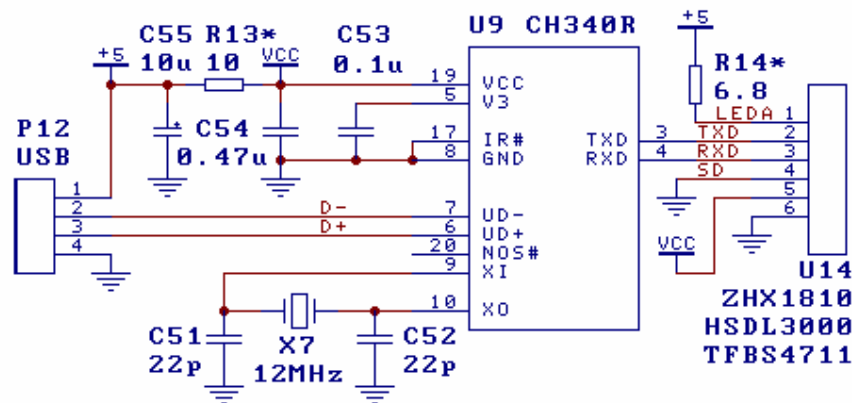 U9 CH340R
+5
C55 R13* VCC C53
10u 10 0.1u
+5
R14*
6.8
19 VCC
5 V3
LEDA 1
P12
USB
C54
0.47u
17 IR# TXD 3 TXD 2
8 GND RXD 4 RXD 3
SD 4
1
5
2 D- 7 UD-
6
3 D+ 6 UD+
4
20 NOS#
VCC
9 XI
U14
10 XO
ZHX1810
C51 C52
HSDL3000
X7
22p 22p
TFBS4711
12MHz